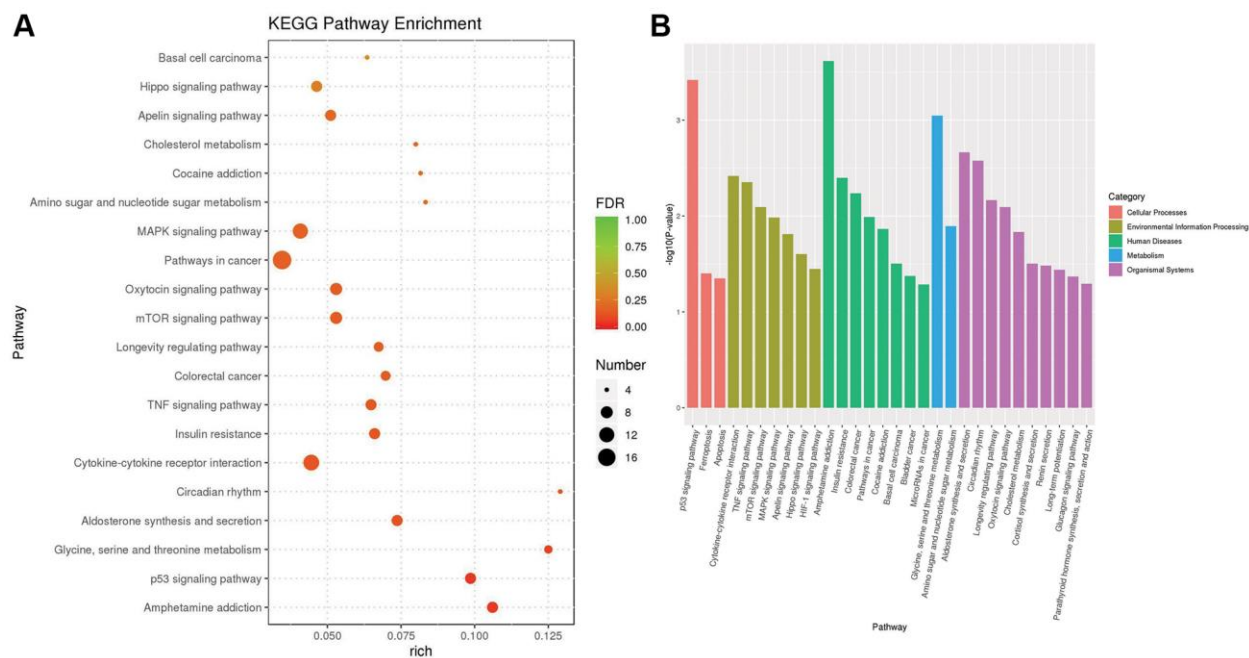 A
KEGG Pathway Enrichment
Pathway
Basal cell carcinoma
Hippo signaling pathway
Apelin signaling pathway
Cholesterol metabolism
Cocaine addiction
Amino sugar and nucleotide sugar metabolism
MAPK signaling pathway
Pathways in cancer
Oxytocin signaling pathway
mTOR signaling pathway
Longevity regulating pathway
Colorectal cancer
TNF signaling pathway
Insulin resistance
Cytokine-cytokine receptor interaction
Circadian rhythm
Aldosterone synthesis and secretion
Glycine, serine and threonine metabolism
p53 signaling pathway
Amphetamine addiction
0.050 0.075 0.100 0.125
rich
FDR
1.00
0.75
0.50
0.25
0.00
Number
4
8
12
16
B
-log10(P-value)
3
2
1
0
p53 signaling pathway
Ferroptosis
Apoptosis
Cytokine-cytokine receptor interaction
TNF signaling pathway
mTOR signaling pathway
MAPK signaling pathway
Apelin signaling pathway
Hippo signaling pathway
HIF-1 signaling pathway
Amphetamine addiction
Insulin resistance
Colorectal cancer
Pathways in cancer
Cocaine addiction
Basal cell carcinoma
Bladder cancer
MicroRNAs in cancer
Glycine, serine and threonine metabolism
Amino sugar and nucleotide sugar metabolism
Aldosterone synthesis and secretion
Circadian rhythm
Longevity regulating pathway
Oxytocin signaling pathway
Cholesterol metabolism
Cortisol synthesis and secretion
Renin secretion
Long-term potentiation
Glucagon signaling pathway
Parathyroid hormone synthesis, secretion and action
Pathway
Category
Cellular Processes
Environmental Information Processing
Human Diseases
Metabolism
Organismal Systems